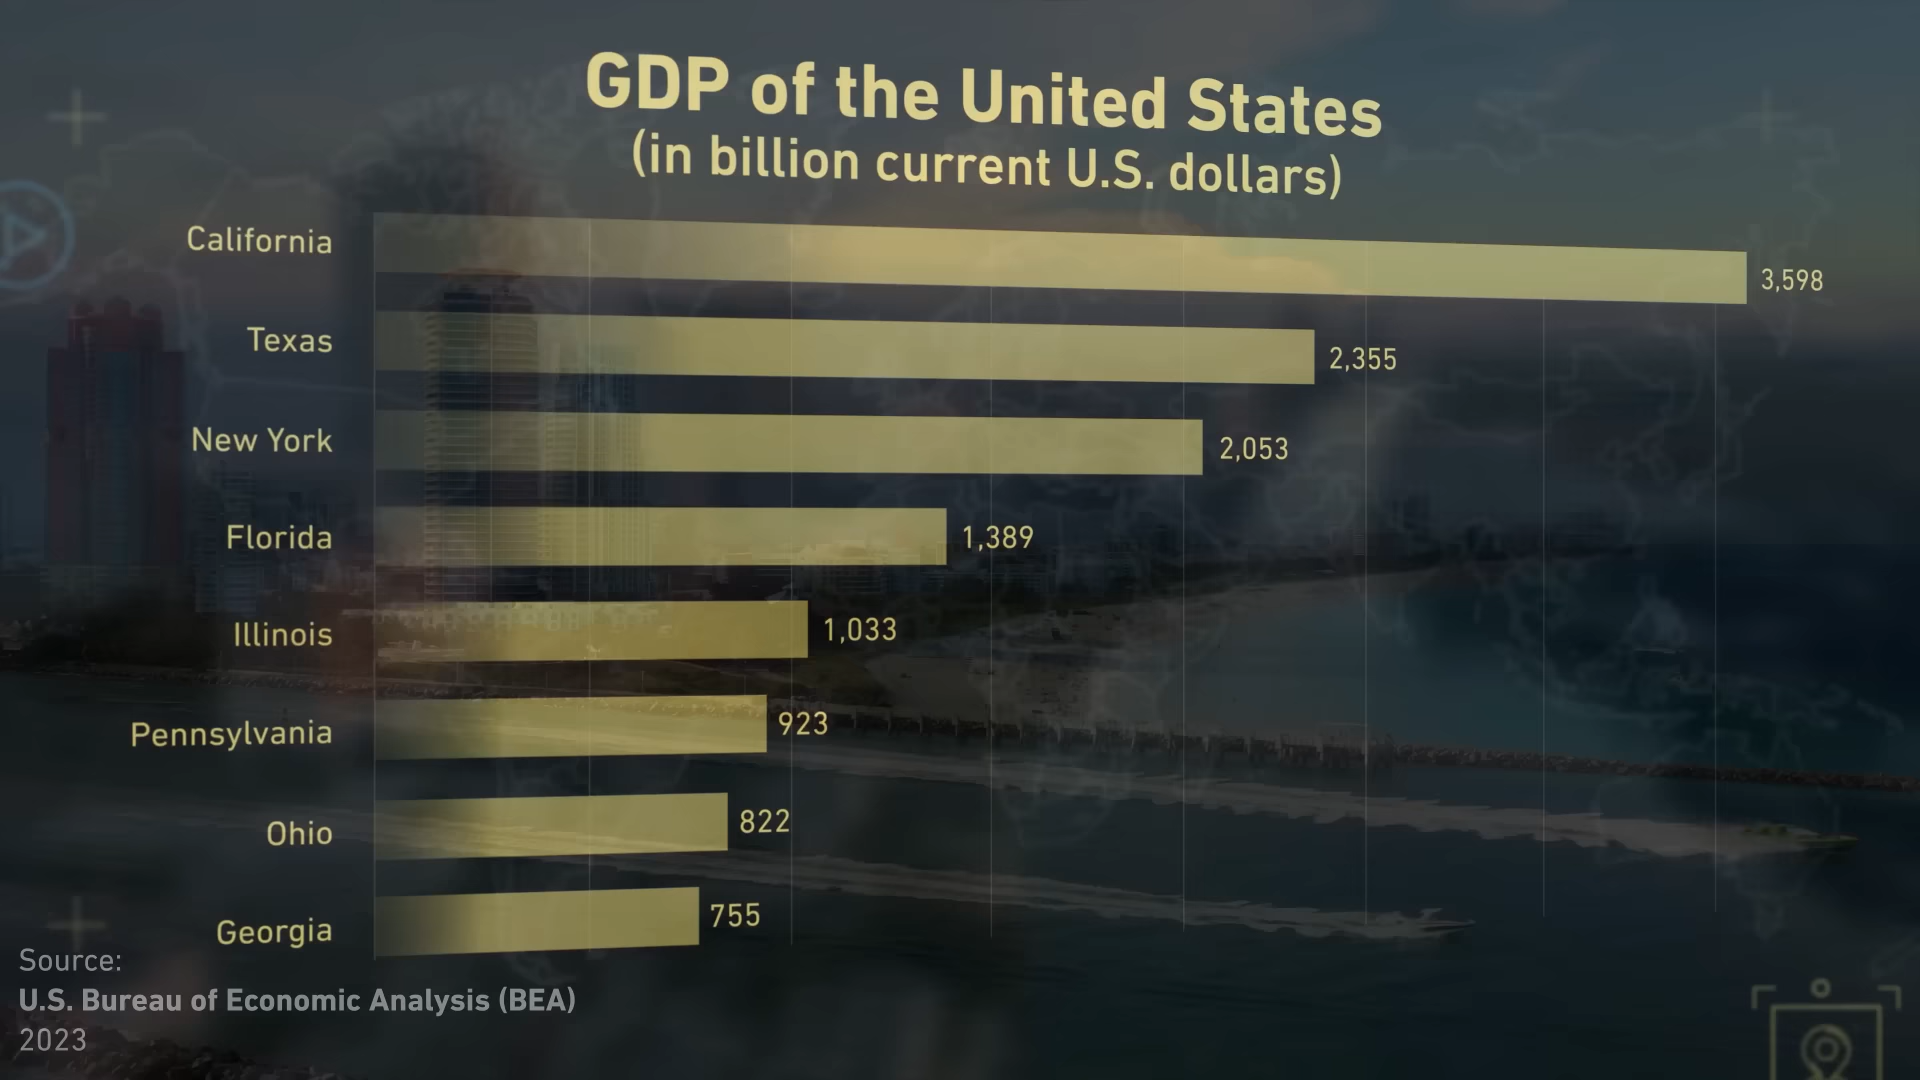 GDP of the United States
(in billion current U.S. dollars)
California 3,598
Texas 2,355
New York 2,053
Florida 1,389
Illinois 1,033
Pennsylvania 923
Ohio 822
Georgia 755
Source:
U.S. Bureau of Economic Analysis (BEA)
2023